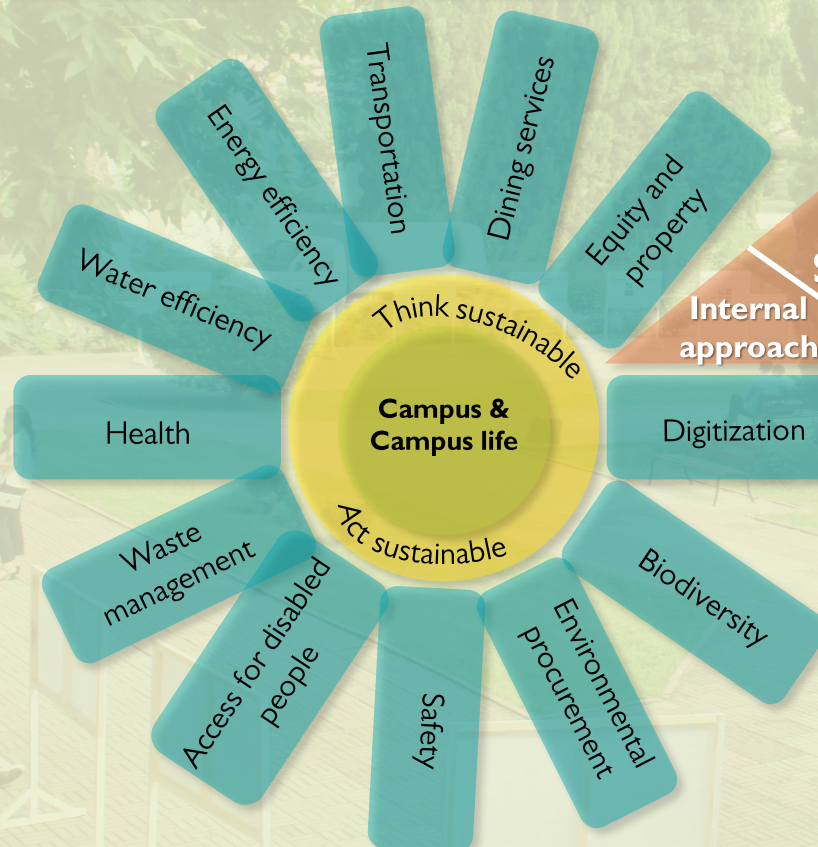 Transportation
Dining services
Energy efficiency
Equity and
property
Water efficiency
Internal
approach
Think sustainable
Campus &
Campus life
Act sustainable
Health
Digitization
Waste
management
Biodiversity
Access for disabled
people
Environmental
procurement
Safety